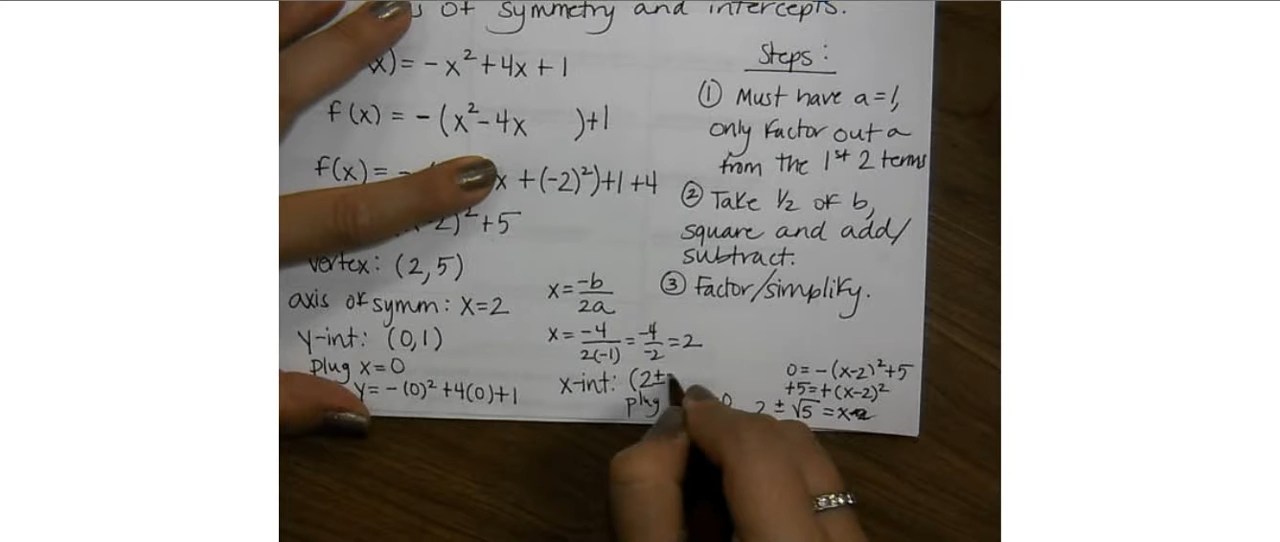 of symmetry and intercepts.
x) = - x² + 4x + 1
f(x) = - (x² - 4x )+1
f(x) = - x + (-2)²) + 1 + 4
2)² + 5
vertex: (2,5)
axis of symm: x=2
y-int: (0,1)
plug x=0
y = - (0)² + 4(0) + 1
x = -b/2a
x = -4/2(-1) = -4/-2 = 2
x-int: (2±
plug
Steps:
① Must have a=1,
only factor out a
from the 1st 2 terms
② Take 1/2 of b,
square and add/
subtract.
③ Factor/simplify.
0 = - (x-2)² + 5
+5 = + (x-2)²
2 ± √5 = x